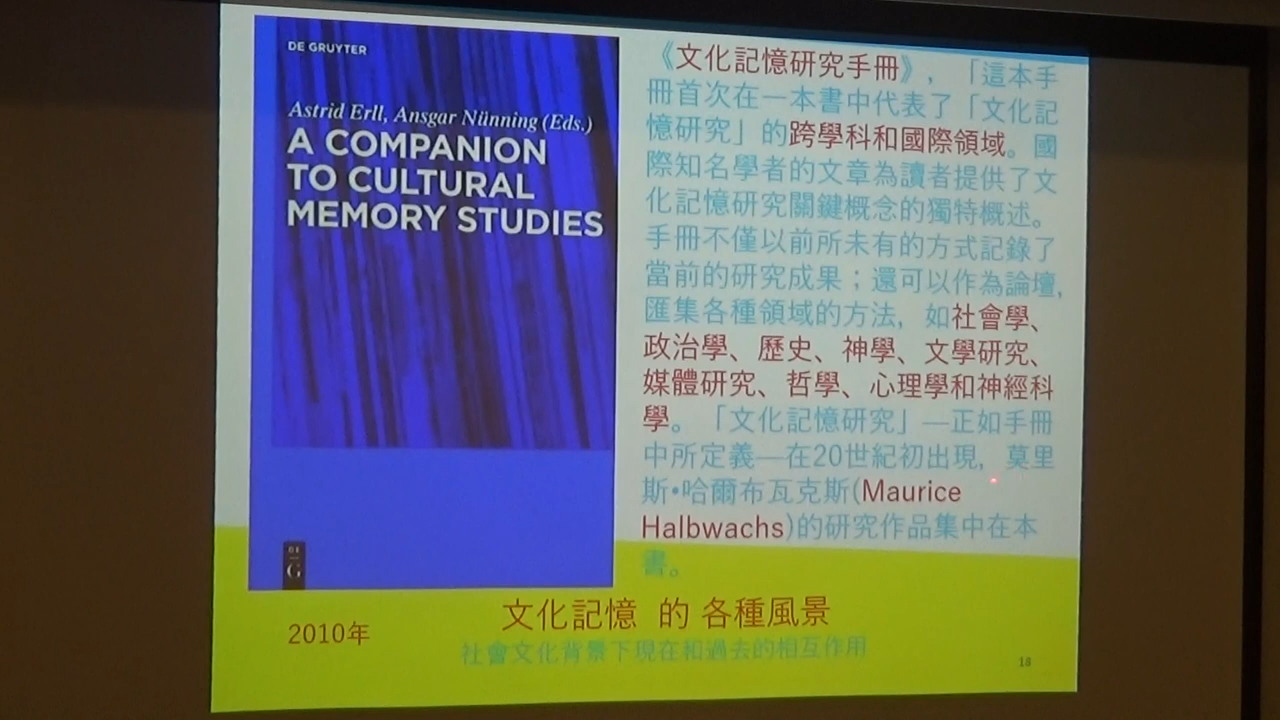 DE GRUYTER
Astrid Erll, Ansgar Nünning (Eds.)
A COMPANION
TO CULTURAL
MEMORY STUDIES
DE
G
《文化記憶研究手冊》，「這本手
冊首次在一本書中代表了「文化記
憶研究」的跨學科和國際領域。國
際知名學者的文章為讀者提供了文
化記憶研究關鍵概念的獨特概述。
手冊不僅以前所未有的方式記錄了
當前的研究成果；還可以作為論壇,
匯集各種領域的方法, 如社會學、
政治學、歷史、神學、文學研究、
媒體研究、哲學、心理學和神經科
學。「文化記憶研究」—正如手冊
中所定義—在20世紀初出現, 莫里
斯•哈爾布瓦克斯(Maurice
Halbwachs)的研究作品集中在本
書。
2010年
文化記憶 的 各種風景
社會文化背景下現在和過去的相互作用
18